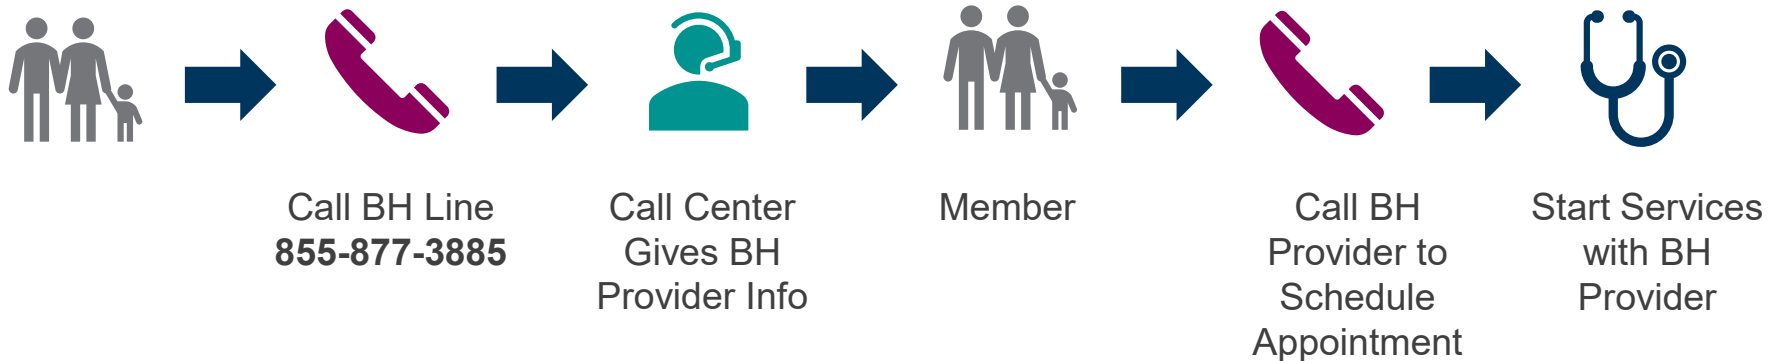 Call BH Line
855-877-3885
Call Center
Gives BH
Provider Info
Member
Call BH
Provider to
Schedule
Appointment
Start Services
with BH
Provider